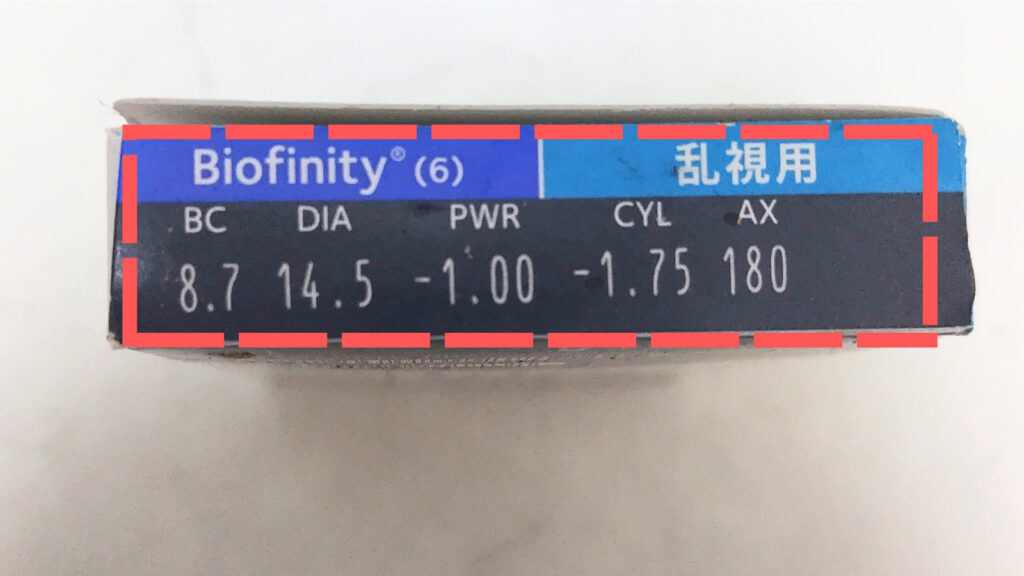 Biofinity® (6) 乱視用
BC DIA PWR CYL AX
8.7 14.5 -1.00 -1.75 180